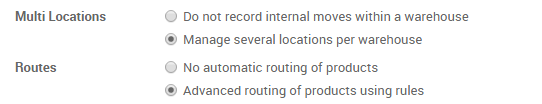 Multi Locations Do not record internal moves within a warehouse
Manage several locations per warehouse
Routes No automatic routing of products
Advanced routing of products using rules